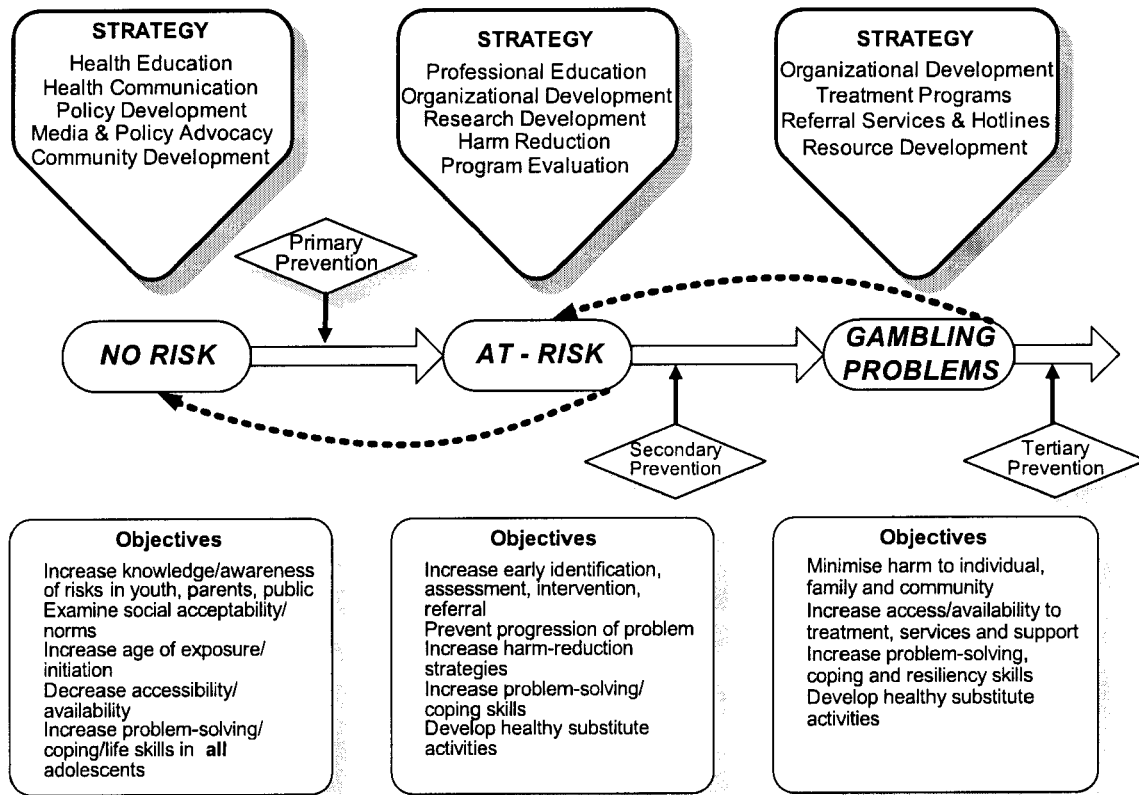 STRATEGY
Health Education
Health Communication
Policy Development
Media & Policy Advocacy
Community Development
STRATEGY
Professional Education
Organizational Development
Research Development
Harm Reduction
Program Evaluation
STRATEGY
Organizational Development
Treatment Programs
Referral Services & Hotlines
Resource Development
Primary
Prevention
NO RISK
AT - RISK
GAMBLING
PROBLEMS
Secondary
Prevention
Tertiary
Prevention
Objectives
Increase knowledge/awareness
of risks in youth, parents, public
Examine social acceptability/
norms
Increase age of exposure/
initiation
Decrease accessibility/
availability
Increase problem-solving/
coping/life skills in all
adolescents
Objectives
Increase early identification,
assessment, intervention,
referral
Prevent progression of problem
Increase harm-reduction
strategies
Increase problem-solving/
coping skills
Develop healthy substitute
activities
Objectives
Minimise harm to individual,
family and community
Increase access/availability to
treatment, services and support
Increase problem-solving,
coping and resiliency skills
Develop healthy substitute
activities